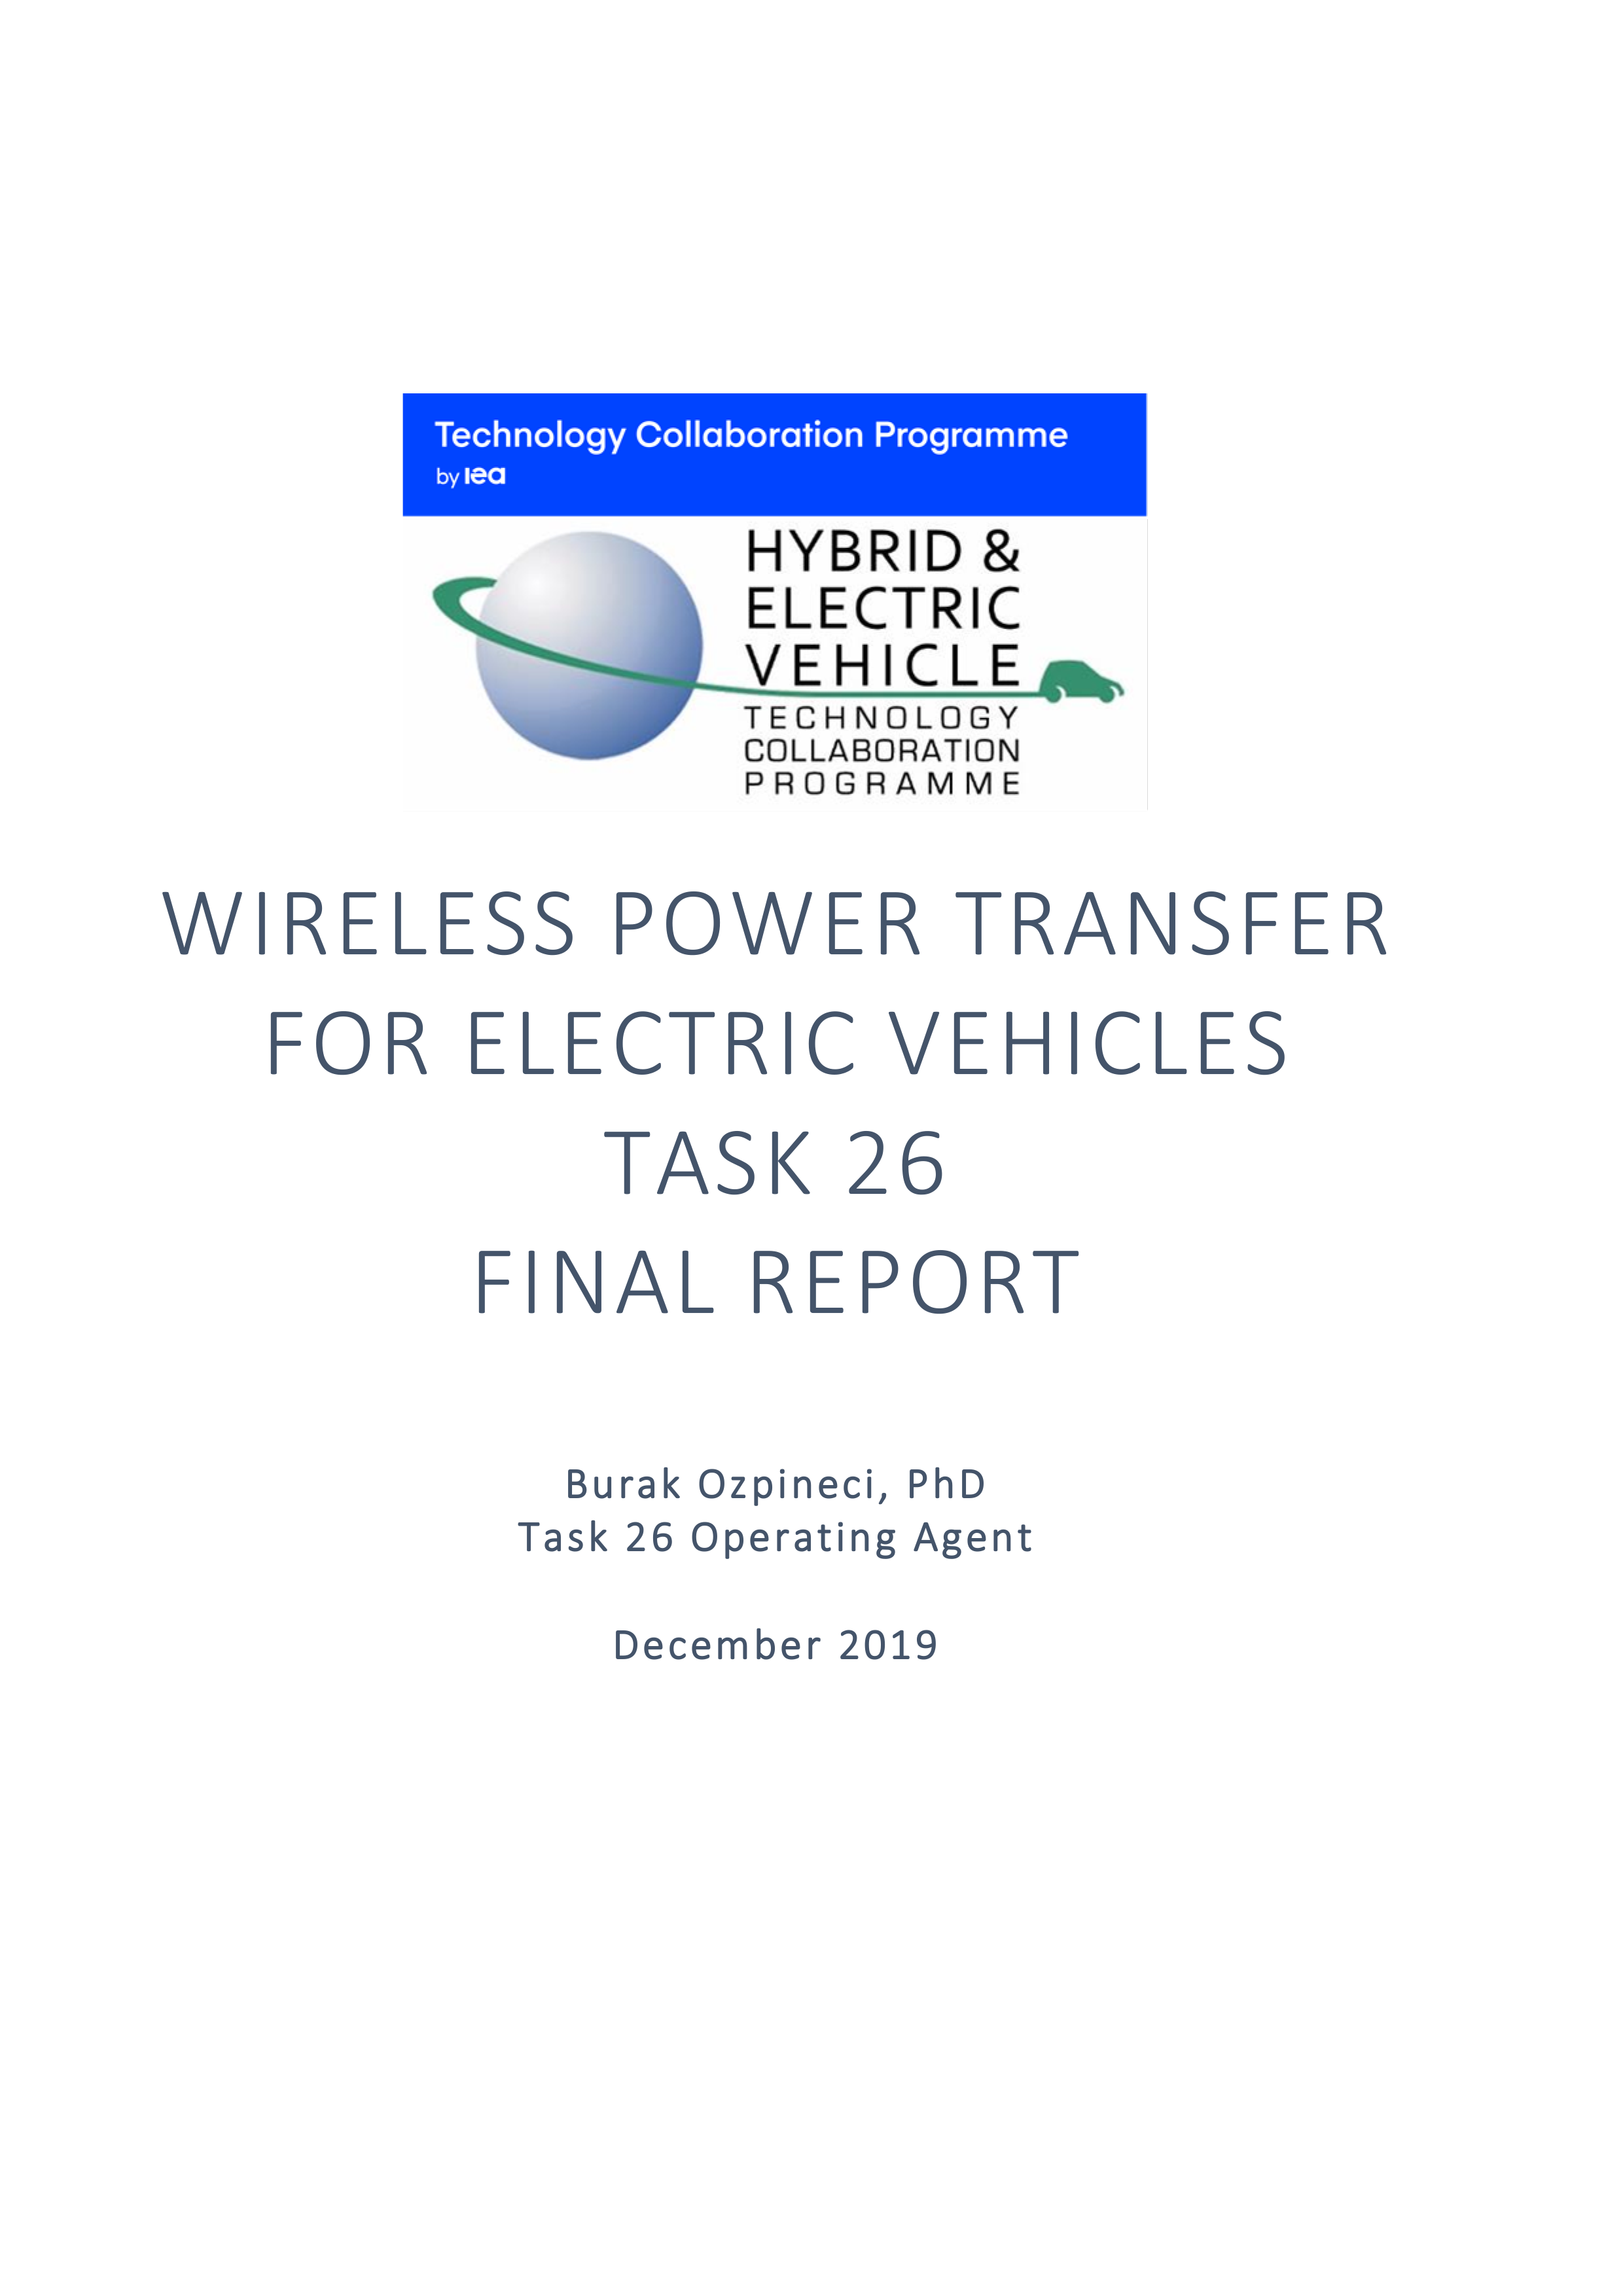 Technology Collaboration Programme
by iea
HYBRID &
ELECTRIC
VEHICLE
TECHNOLOGY
COLLABORATION
PROGRAMME
WIRELESS POWER TRANSFER
FOR ELECTRIC VEHICLES
TASK 26
FINAL REPORT
Burak Ozpineci, PhD
Task 26 Operating Agent
December 2019